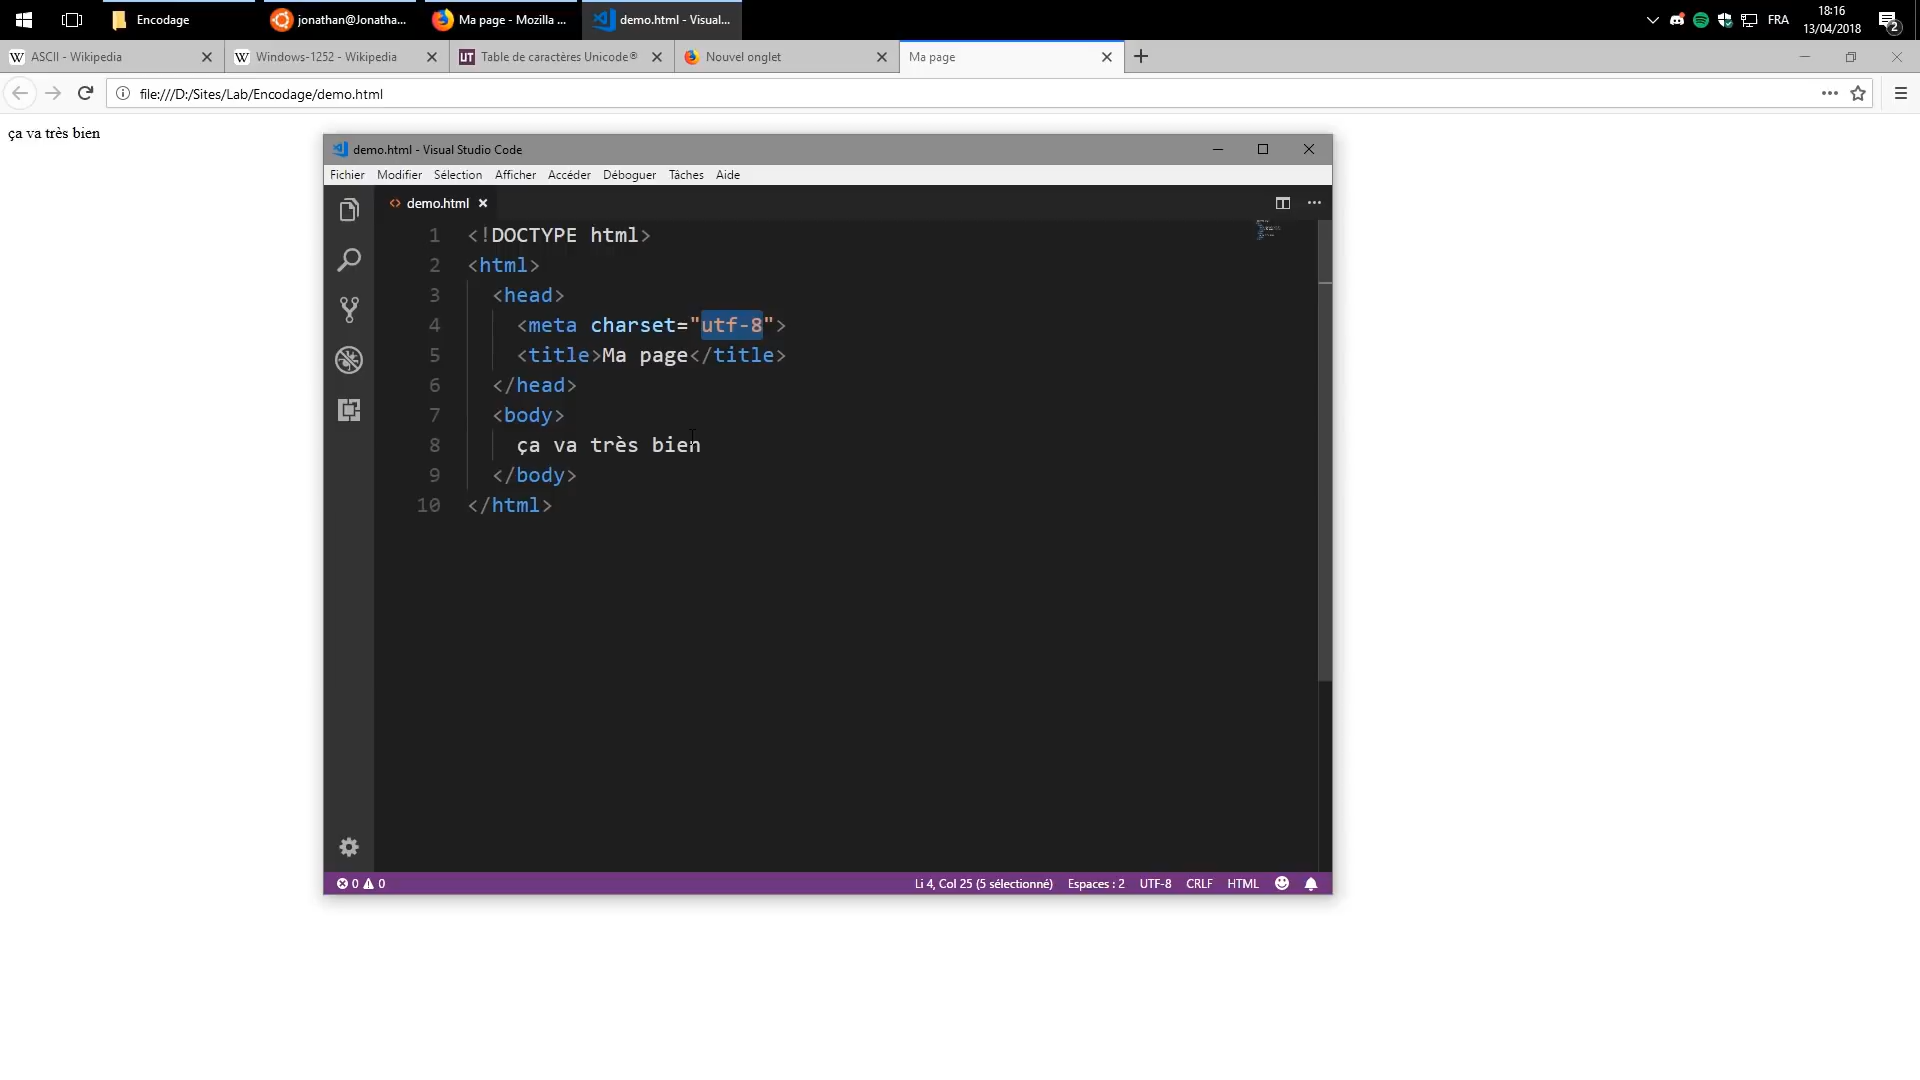 Encodage
jonathan@Jonatha...
Ma page - Mozilla ...
demo.html - Visual...
FRA
18:16
13/04/2018
2
ASCII - Wikipedia
Windows-1252 - Wikipedia
UT Table de caractères Unicode®
Nouvel onglet
Ma page
file:///D:/Sites/Lab/Encodage/demo.html
ça va très bien
demo.html - Visual Studio Code
Fichier Modifier Sélection Afficher Accéder Déboguer Tâches Aide
demo.html
1 <!DOCTYPE html>
2 <html>
3 <head>
4 <meta charset="utf-8">
5 <title>Ma page</title>
6 </head>
7 <body>
8 ça va très bien
9 </body>
10 </html>
0 0 Li 4, Col 25 (5 sélectionné) Espaces : 2 UTF-8 CRLF HTML